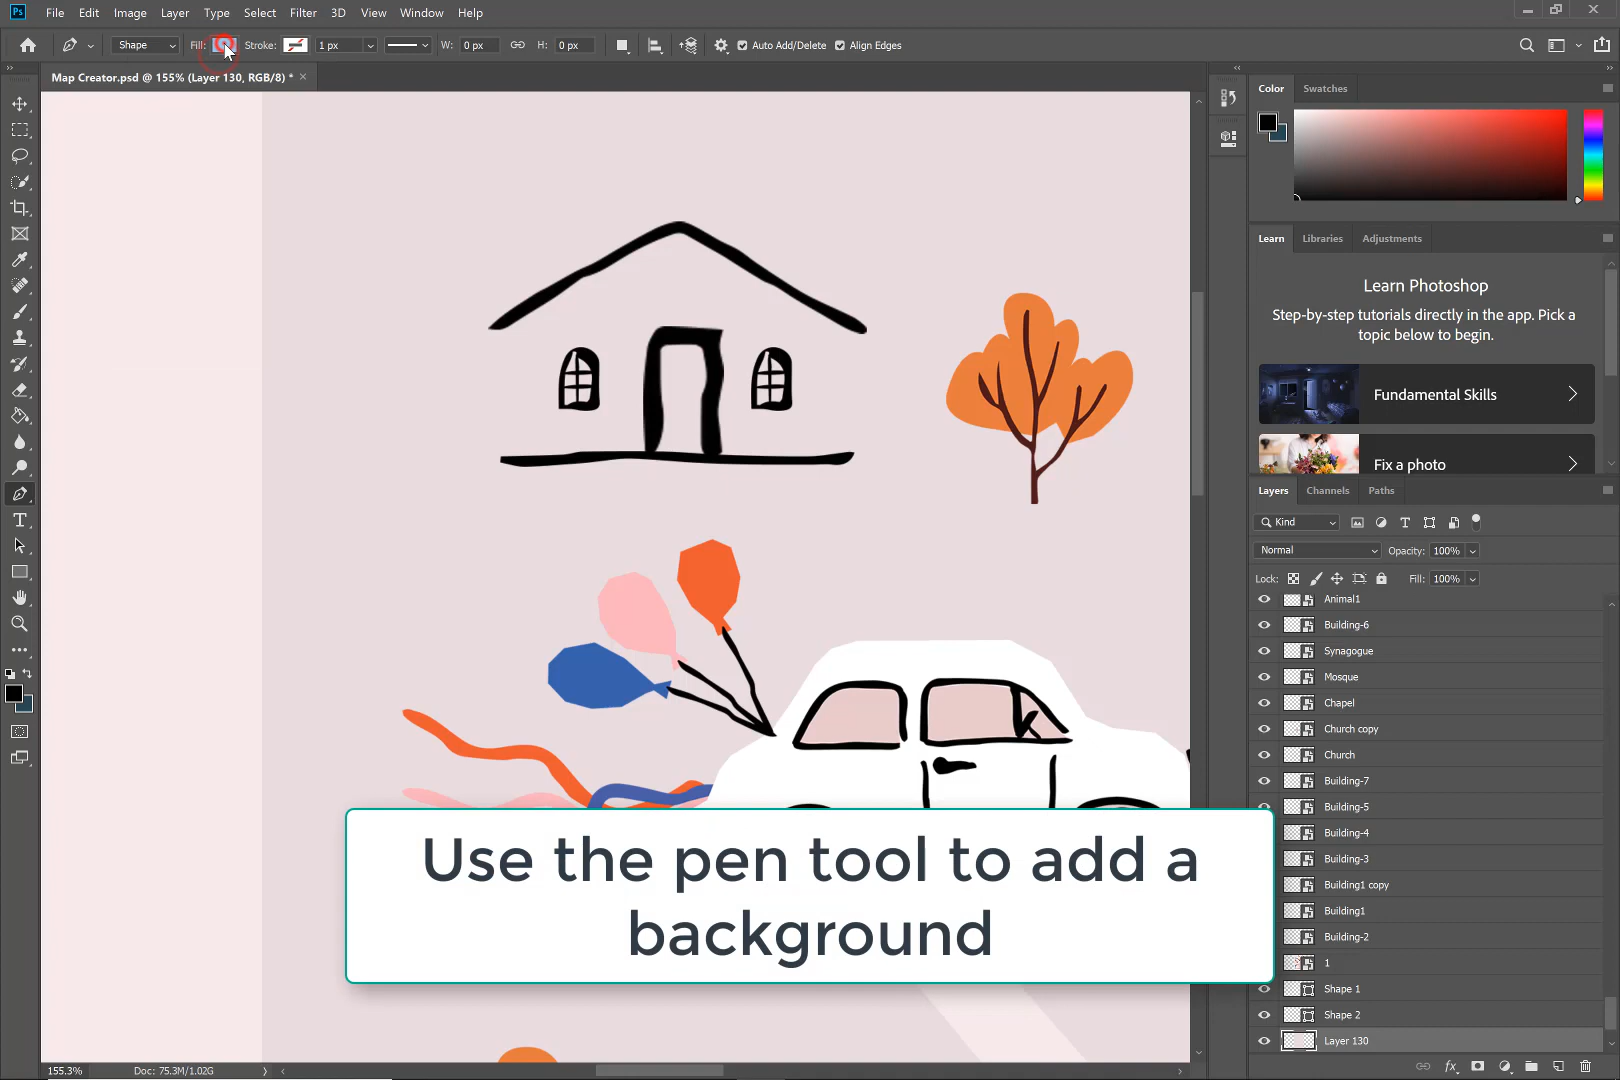 Ps File Edit Image Layer Type Select Filter 3D View Window Help
Shape Fill: Stroke: 1 px W: 0 px H: 0 px Auto Add/Delete Align Edges
Map Creator.psd @ 155% (Layer 130, RGB/8) * ×
Color Swatches
Learn Libraries Adjustments
Learn Photoshop
Step-by-step tutorials directly in the app. Pick a
topic below to begin.
Fundamental Skills
Fix a photo
Layers Channels Paths
Kind
Normal Opacity: 100%
Lock: Fill: 100%
Animal1
Building-6
Synagogue
Mosque
Chapel
Church copy
Church
Building-7
Building-5
Building-4
Building-3
Building1 copy
Building1
Building-2
1
Shape 1
Shape 2
Layer 130
Use the pen tool to add a
background
155.3% Doc: 75.3M/1.02G